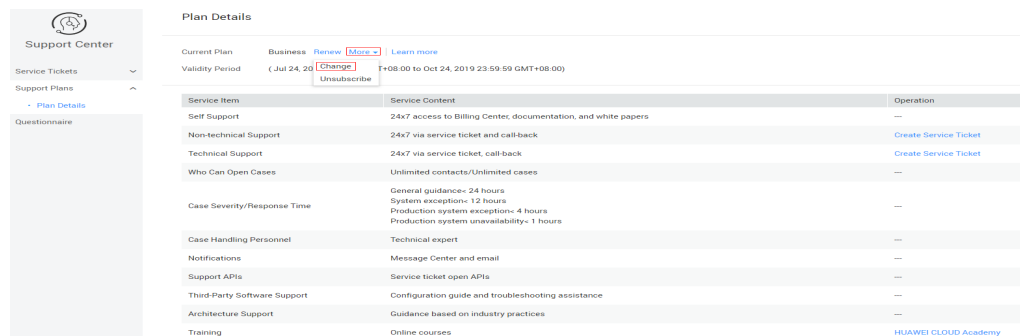 Support Center
Service Tickets
Support Plans
Plan Details
Questionnaire
Plan Details
Current Plan Business Renew More Learn more
Change
Unsubscribe
Validity Period ( Jul 24, 20 T+08:00 to Oct 24, 2019 23:59:59 GMT+08:00)
Service Item Service Content Operation
Self Support 24x7 access to Billing Center, documentation, and white papers ---
Non-technical Support 24x7 via service ticket and call-back Create Service Ticket
Technical Support 24x7 via service ticket, call-back Create Service Ticket
Who Can Open Cases Unlimited contacts/Unlimited cases ---
Case Severity/Response Time ---
General guidance< 24 hours
System exception< 12 hours
Production system exception< 4 hours
Production system unavailability< 1 hours
Case Handling Personnel Technical expert ---
Notifications Message Center and email ---
Support APIs Service ticket open APIs ---
Third-Party Software Support Configuration guide and troubleshooting assistance ---
Architecture Support Guidance based on industry practices ---
Training Online courses HUAWEI CLOUD Academy